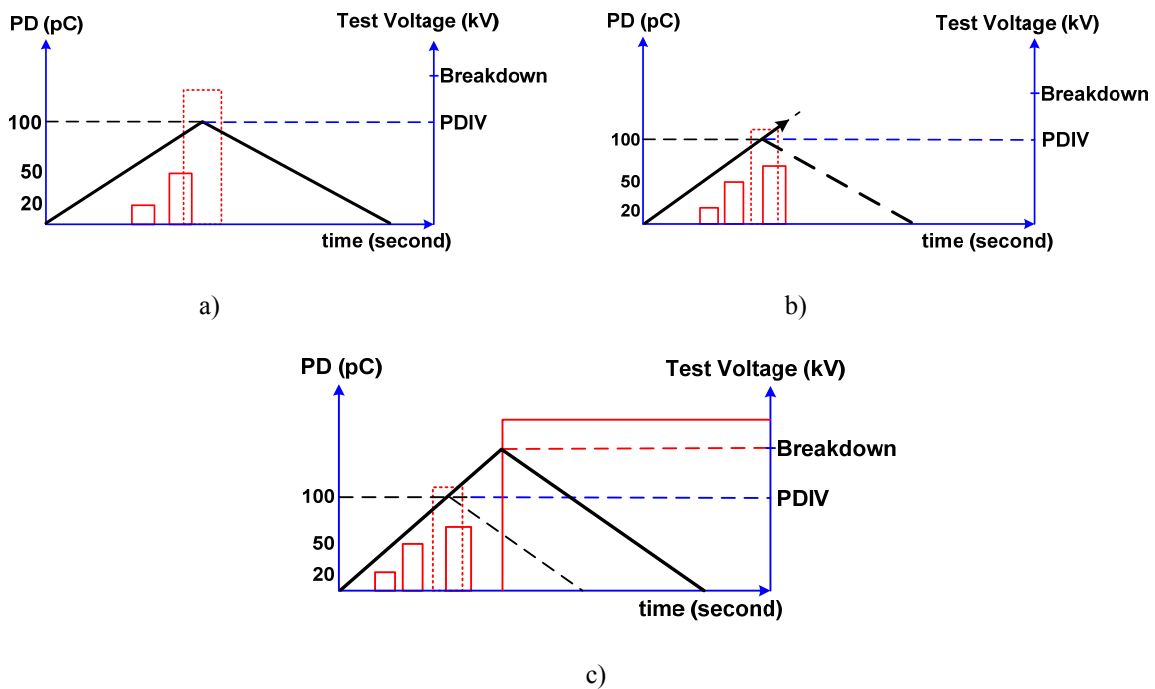 PD (pC)
Test Voltage (kV)
Breakdown
100
PDIV
50
20
time (second)
a)
PD (pC)
Test Voltage (kV)
Breakdown
100
PDIV
50
20
time (second)
b)
PD (pC)
Test Voltage (kV)
Breakdown
100
PDIV
50
20
time (second)
c)